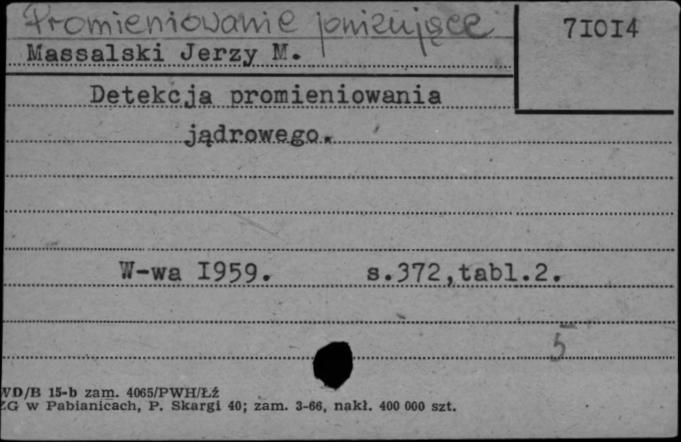 Promieniowanie jonizujące
71014
Massalski Jerzy M.
Detekcja promieniowania
jądrowego.
W-wa 1959. s.372,tabl.2.
5
WD/B 15-b zam. 4065/PWH/Łź
ZG w Pabianicach, P. Skargi 40; zam. 3-66, nakł. 400 000 szt.